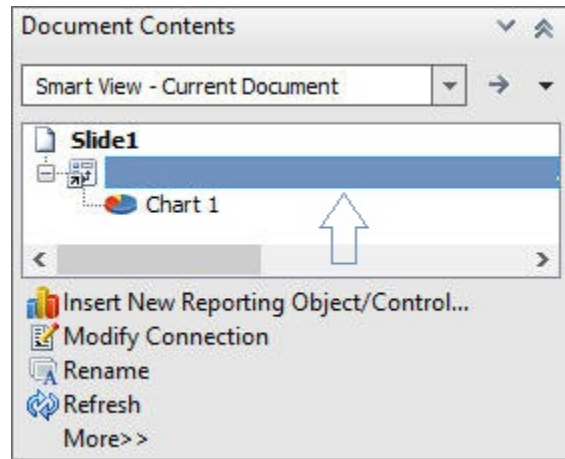 Document Contents
Smart View - Current Document
Slide1
Chart 1
Insert New Reporting Object/Control...
Modify Connection
Rename
Refresh
More>>